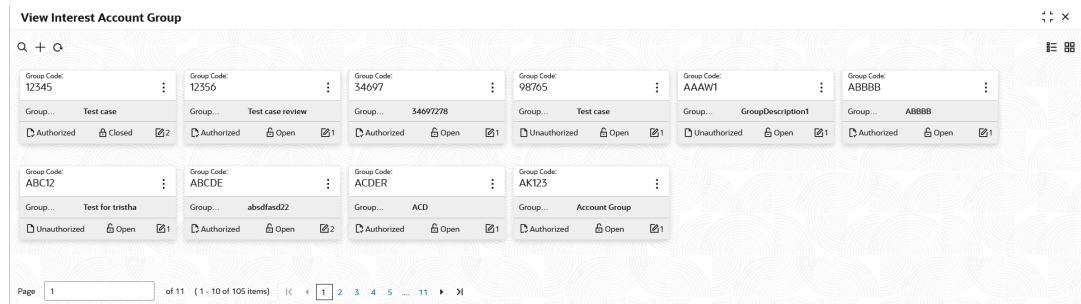 View Interest Account Group
Group Code: Group Code: Group Code: Group Code: Group Code: Group Code:
12345 12356 34697 98765 AAAW1 ABBBB
Group... Test case Group... Test case review Group... 34697278 Group... Test case Group... GroupDescription1 Group... ABBBB
Authorized Closed 2 Authorized Open 1 Authorized Open 1 Unauthorized Open 1 Unauthorized Open 1 Authorized Open 1
Group Code: Group Code: Group Code: Group Code:
ABC12 ABCDE ACDER AK123
Group... Test for tristha Group... absdfasd22 Group... ACD Group... Account Group
Unauthorized Open 1 Authorized Open 2 Authorized Open 1 Authorized Open 1
Page 1 of 11 (1 - 10 of 105 items) 1 2 3 4 5 .... 11